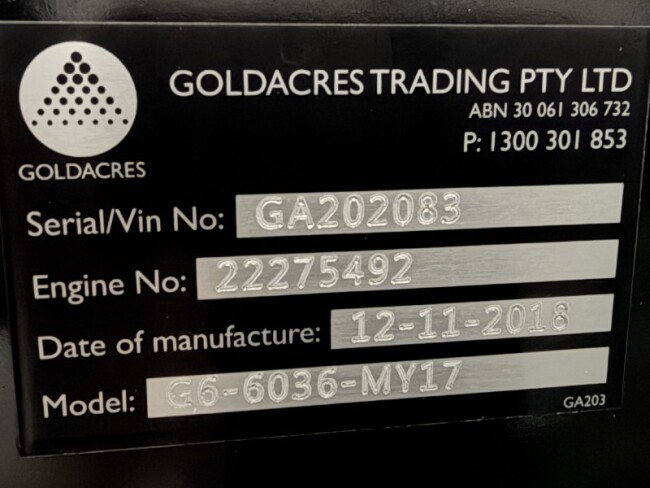 GOLDACRES TRADING PTY LTD
ABN 30 061 306 732
P: 1300 301 853
GOLDACRES
Serial/Vin No: GA202083
Engine No: 22275492
Date of manufacture: 12-11-2018
Model: G6-6036-MY17
GA203